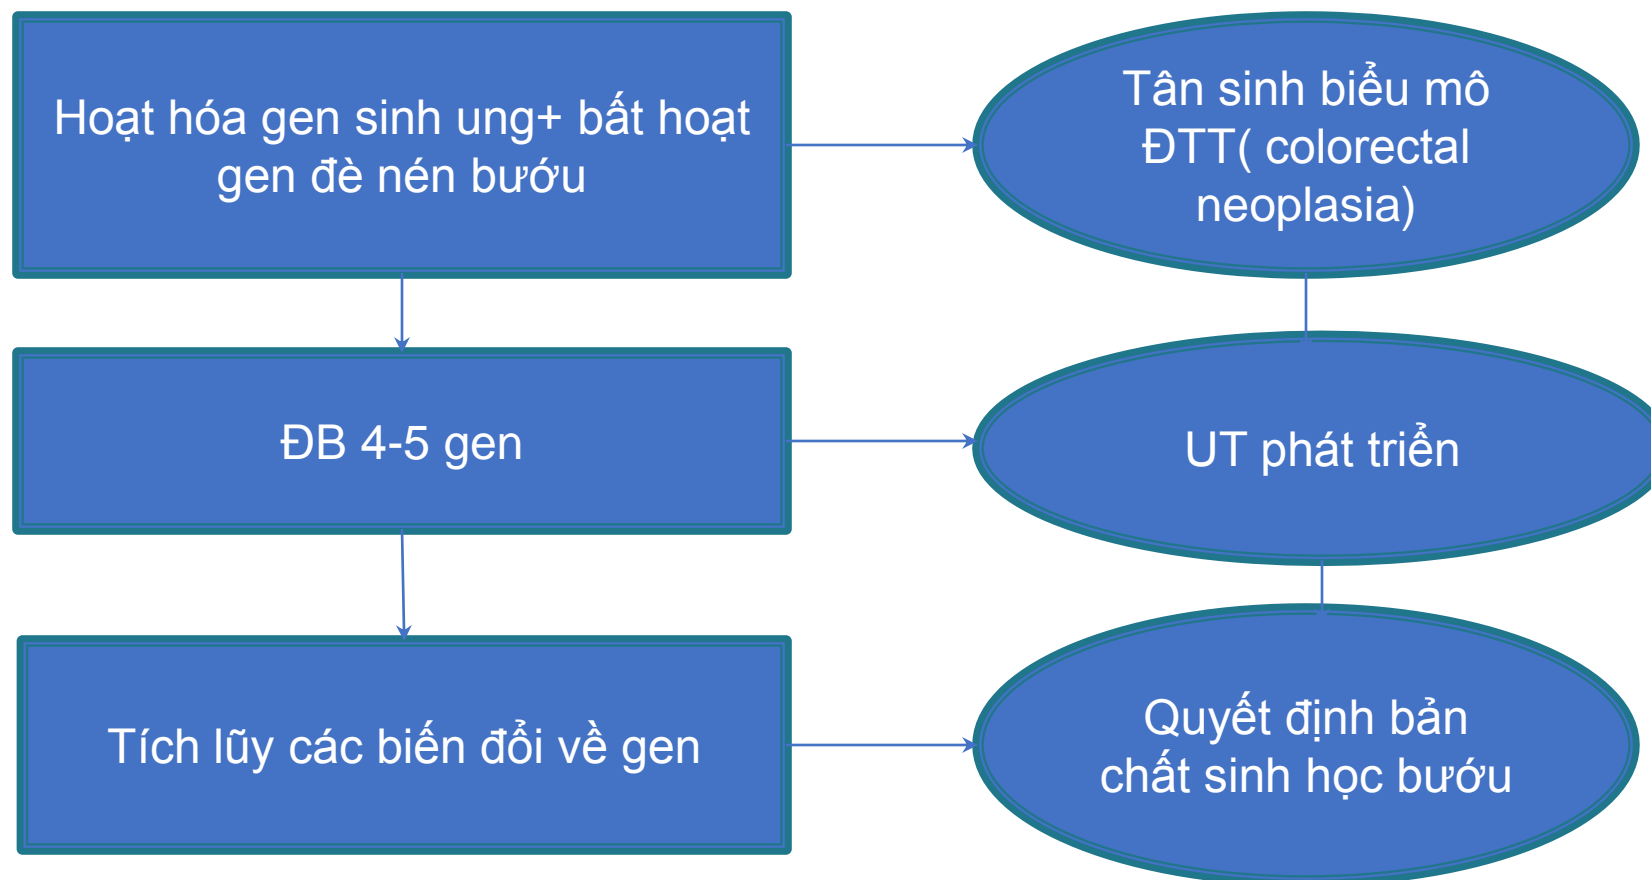 Hoạt hóa gen sinh ung+ bất hoạt
gen đè nén bướu
Tân sinh biểu mô
ĐTT( colorectal
neoplasia)
ĐB 4-5 gen
UT phát triển
Tích lũy các biến đổi về gen
Quyết định bản
chất sinh học bướu